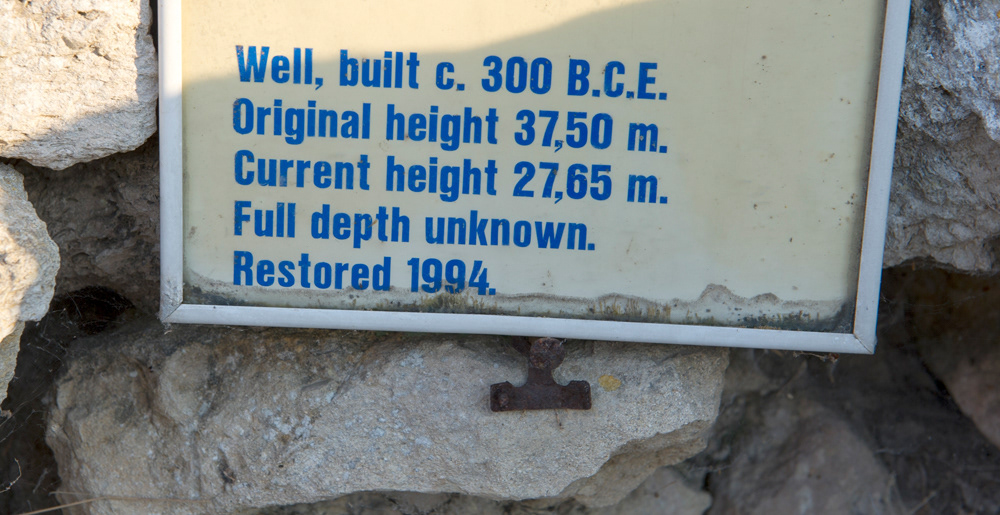 Well, built c. 300 B.C.E.
Original height 37,50 m.
Current height 27,65 m.
Full depth unknown.
Restored 1994.